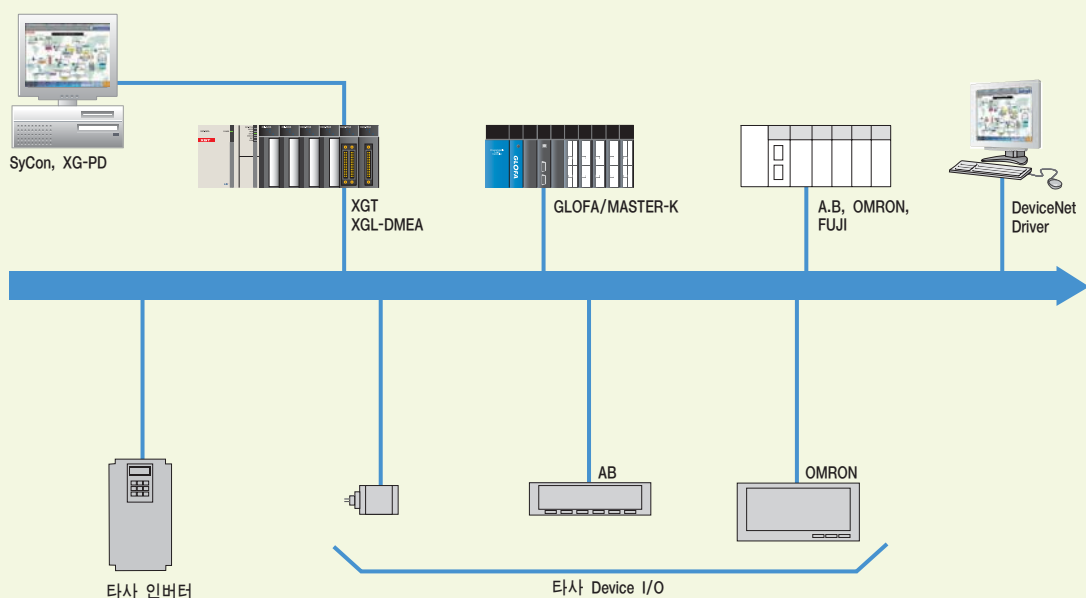 SyCon, XG-PD
XGT
XGL-DMEA
GLOFA
GLOFA/MASTER-K
A.B, OMRON,
FUJI
DeviceNet
Driver
AB
OMRON
타사 인버터
타사 Device I/O